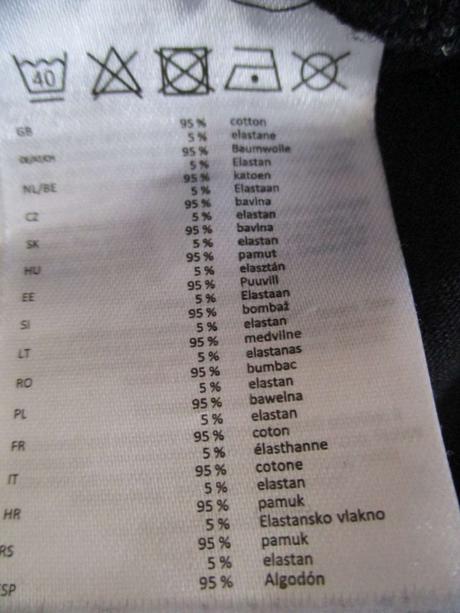 40
GB 95 % cotton
5 % elastane
DE/AT/CH 95 % Baumwolle
5 % Elastan
NL/BE 95 % katoen
5 % Elastaan
CZ 95 % bavlna
5 % elastan
SK 95 % bavlna
5 % elastan
HU 95 % pamut
5 % elasztán
EE 95 % Puuvill
5 % Elastaan
SI 95 % bombaž
5 % elastan
LT 95 % medvilne
5 % elastanas
RO 95 % bumbac
5 % elastan
PL 95 % bawelna
5 % elastan
FR 95 % coton
5 % élasthanne
IT 95 % cotone
5 % elastan
HR 95 % pamuk
5 % Elastansko vlakno
RS 95 % pamuk
5 % elastan
SP 95 % Algodón